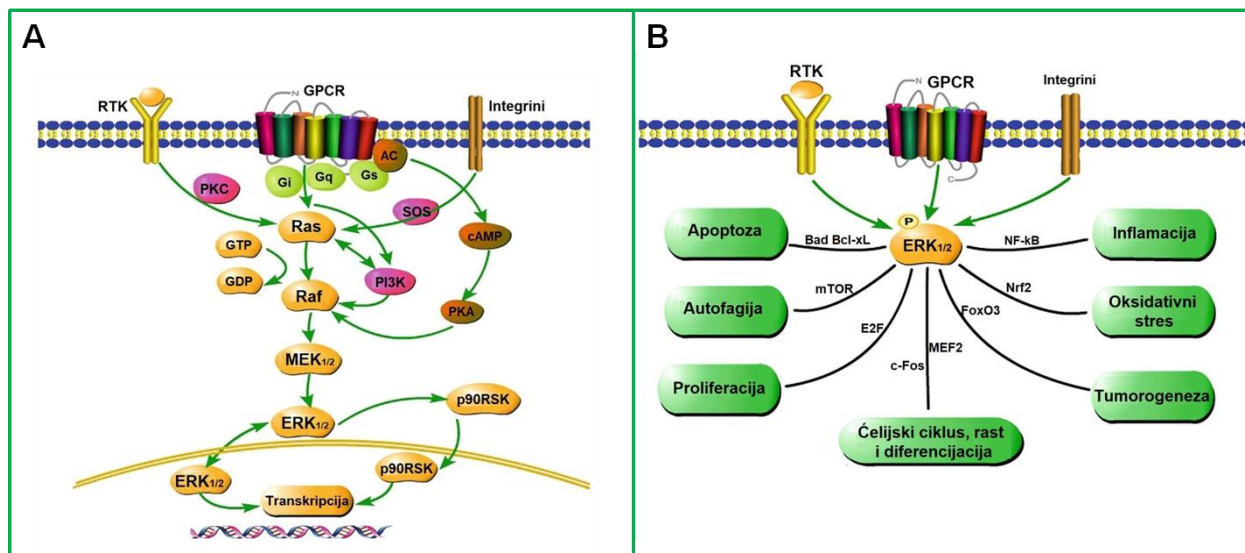 A
RTK
GPCR
N
Integrini
AC
Gi
Gq
Gs
PKC
SOS
Ras
cAMP
GTP
GDP
PI3K
Raf
PKA
MEK1/2
ERK1/2
p90RSK
ERK1/2
p90RSK
Transkripcija
B
RTK
GPCR
N
Integrini
C
P
ERK1/2
Apoptoza
Bad Bcl-xL
NF-kB
Inflamacija
Autofagija
mTOR
Nrf2
Oksidativni
stres
E2F
FoxO3
Proliferacija
c-Fos
MEF2
Tumorogeneza
Ćelijski ciklus, rast
i diferencijacija